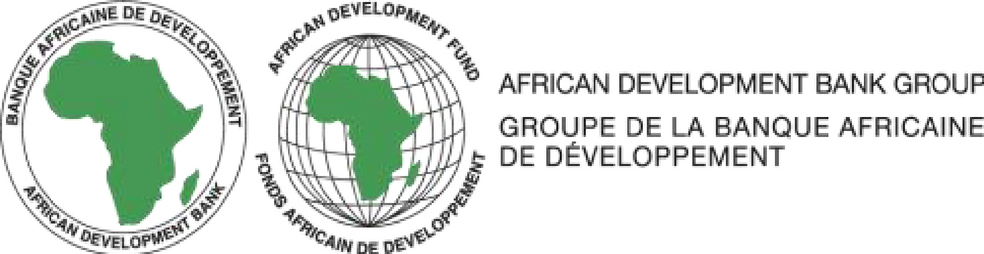 BANQUE AFRICAINE DE DEVELOPPEMENT
AFRICAN DEVELOPMENT BANK
AFRICAN DEVELOPMENT FUND
FONDS AFRICAIN DE DEVELOPPEMENT
AFRICAN DEVELOPMENT BANK GROUP
GROUPE DE LA BANQUE AFRICAINE
DE DÉVELOPPEMENT